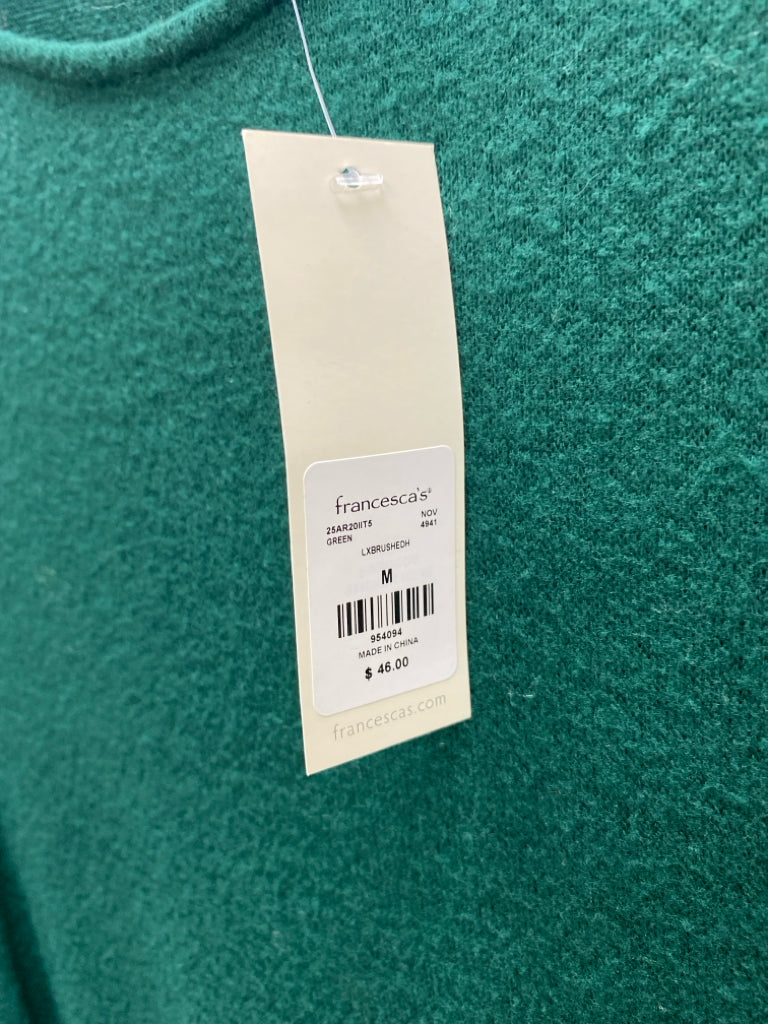 francesca's®
25AR20IIT5 NOV
GREEN 4941
LXBRUSHEDH
M
954094
MADE IN CHINA
$ 46.00
francescas.com